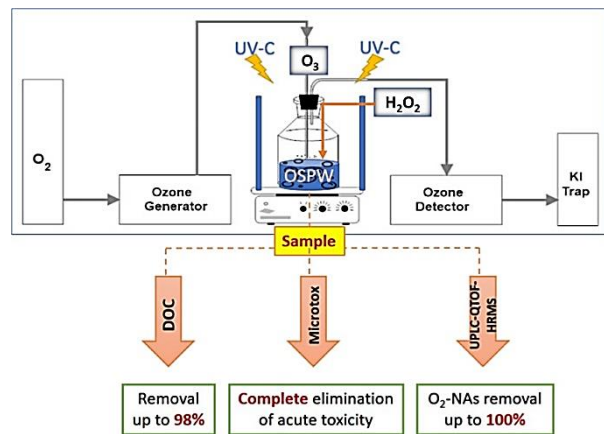 UV-C
O₃
UV-C
H₂O₂
O₂
OSPW
Ozone
Generator
Ozone
Detector
KI
Trap
Sample
DOC
Microtox
UPLC-QTOF-
HRMS
Removal
up to 98%
Complete elimination
of acute toxicity
O₂-NAs removal
up to 100%